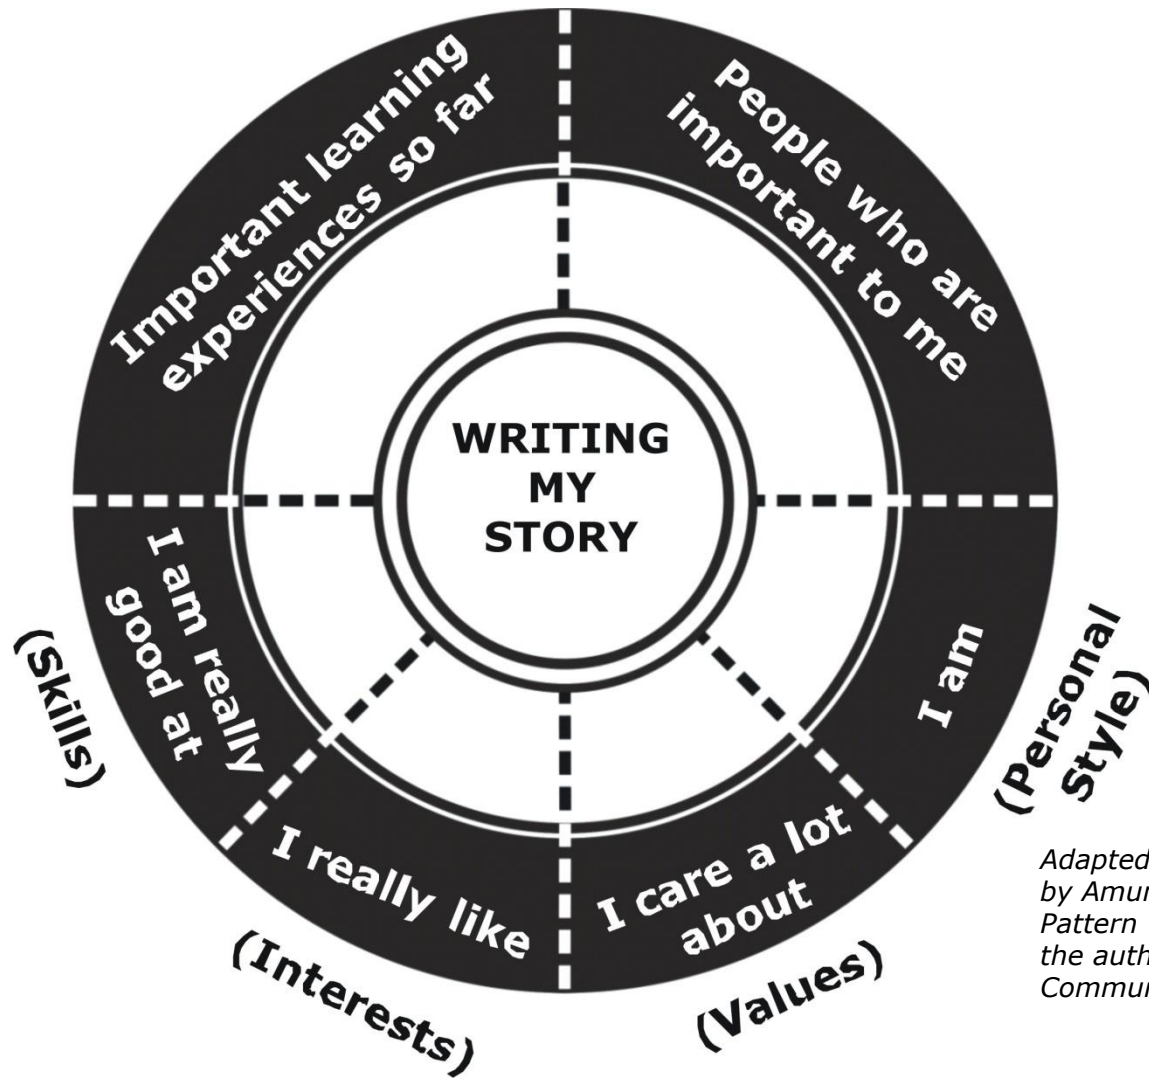 Important learning
experiences so far
People who are
important to me
WRITING
MY
STORY
I am really
good at
(Skills)
I really like
(Interests)
I care a lot
about
(Values)
I am
(Personal
Style)
Adapted
by Amun
Pattern
the auth
Commun